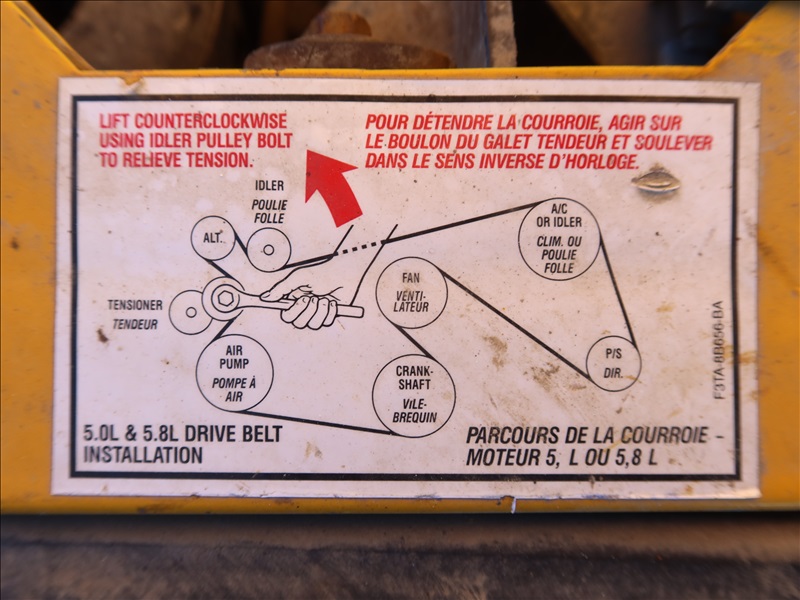 LIFT COUNTERCLOCKWISE
USING IDLER PULLEY BOLT
TO RELIEVE TENSION.
POUR DÉTENDRE LA COURROIE, AGIR SUR
LE BOULON DU GALET TENDEUR ET SOULEVER
DANS LE SENS INVERSE D'HORLOGE.
IDLER
POULIE
FOLLE
ALT.
A/C
OR IDLER
CLIM. OU
POULIE
FOLLE
FAN
VENTI-
LATEUR
TENSIONER
TENDEUR
AIR
PUMP
POMPE À
AIR
CRANK-
SHAFT
VILE-
BREQUIN
P/S
DIR.
F3TA-8B656-BA
5.0L & 5.8L DRIVE BELT
INSTALLATION
PARCOURS DE LA COURROIE -
MOTEUR 5, L OU 5,8 L